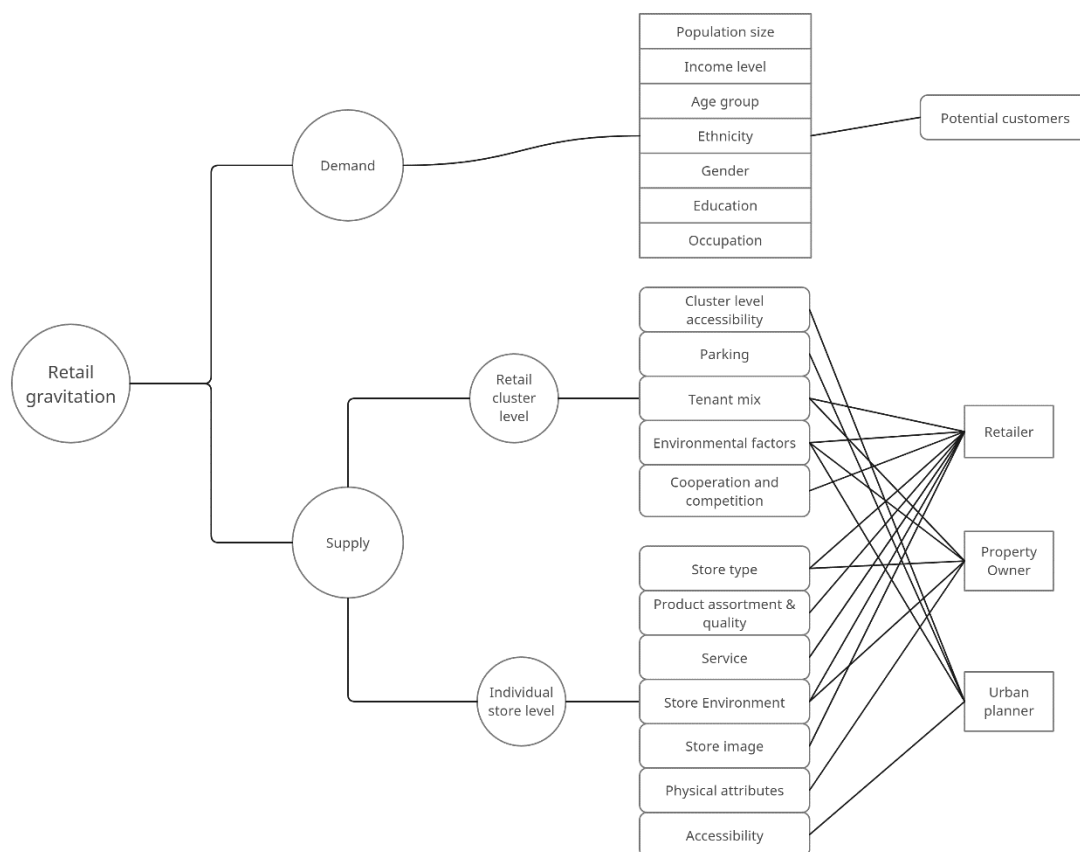 Retail
gravitation
Demand
Population size
Income level
Age group
Ethnicity
Gender
Education
Occupation
Potential customers
Supply
Retail
cluster
level
Cluster level
accessibility
Parking
Tenant mix
Environmental factors
Cooperation and
competition
Individual
store level
Store type
Product assortment &
quality
Service
Store Environment
Store image
Physical attributes
Accessibility
Retailer
Property
Owner
Urban
planner